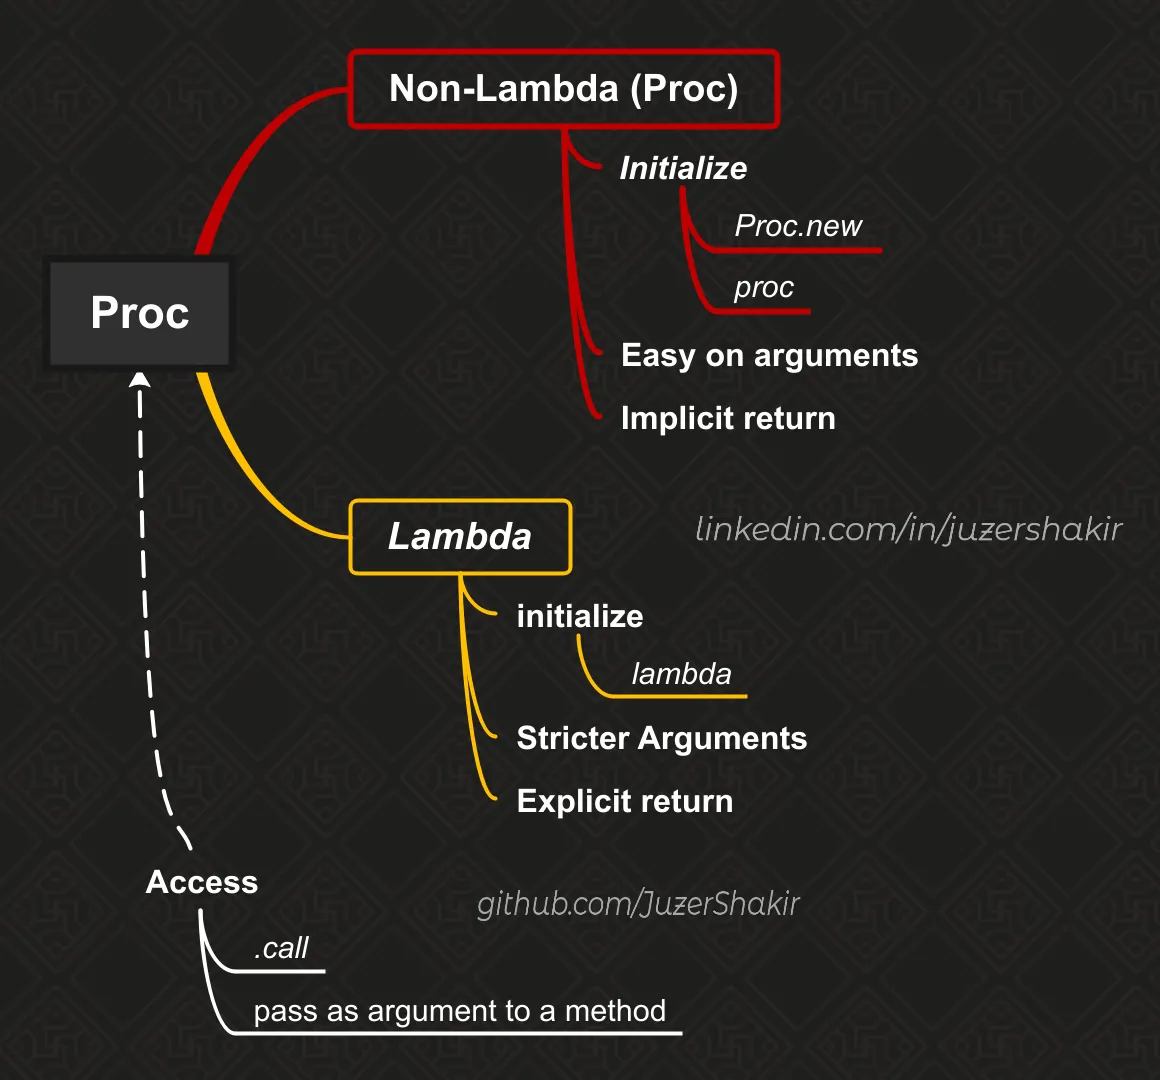 Non-Lambda (Proc)
Initialize
Proc.new
proc
Proc
Easy on arguments
Implicit return
Lambda
linkedin.com/in/juzershakir
initialize
lambda
Stricter Arguments
Explicit return
Access
github.com/JuzerShakir
.call
pass as argument to a method